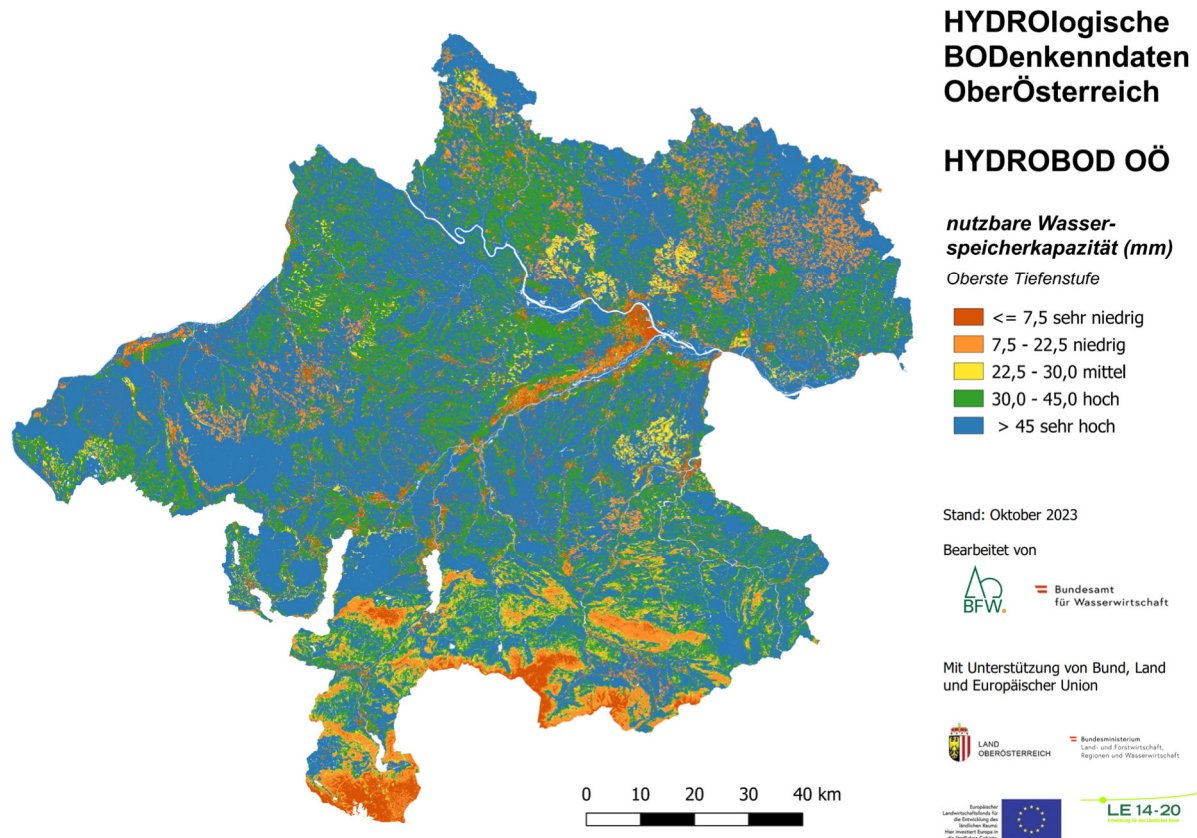 HYDROlogische
BODenkenndaten
OberÖsterreich
HYDROBOD OÖ
nutzbare Wasser-
speicherkapazität (mm)
Oberste Tiefenstufe
<= 7,5 sehr niedrig
7,5 - 22,5 niedrig
22,5 - 30,0 mittel
30,0 - 45,0 hoch
> 45 sehr hoch
Stand: Oktober 2023
Bearbeitet von
BFW.
Bundesamt
für Wasserwirtschaft
Mit Unterstützung von Bund, Land
und Europäischer Union
LAND
OBERÖSTERREICH
Bundesministerium
Land- und Forstwirtschaft,
Regionen und Wasserwirtschaft
Europäischer
Landwirtschaftsfonds für
die Entwicklung des
ländlichen Raums:
Hier investiert Europa in
LE 14-20
0 10 20 30 40 km